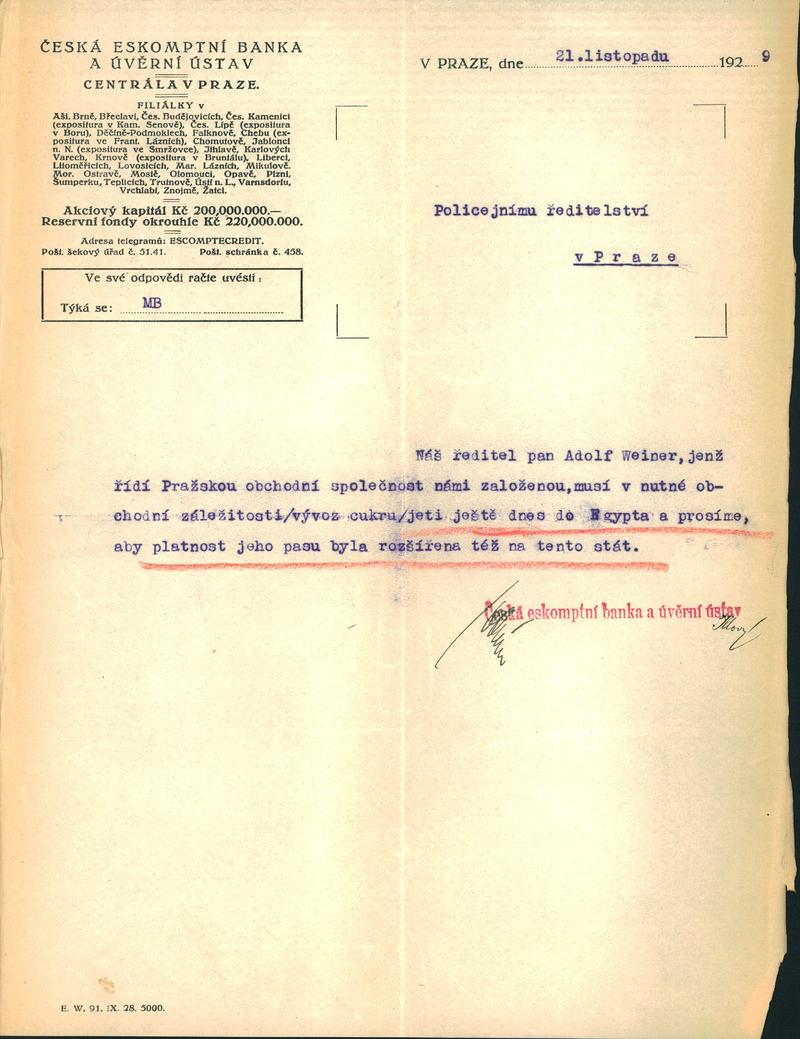 ČESKÁ ESKOMPTNÍ BANKA
A ÚVĚRNÍ ÚSTAV
CENTRÁLA V PRAZE.
FILIÁLKY v
Aši, Brně, Břeclavi, Čes. Budějovicích, Čes. Kamenici
(expositura v Kam. Šenově), Čes. Lípě (expositura
v Boru), Děčíně-Podmoklech, Falknově, Chebu (ex-
positura ve Frant. Lázních), Chomutově, Jablonci
n. N. (expositura ve Smržovce), Jihlavě, Karlových
Varech, Krnově (expositura v Bruntálu), Liberci,
Litoměřicích, Lovosicích, Mar. Lázních, Mikulově.
Mor. Ostravě, Mostě, Olomouci, Opavě, Plzni,
Šumperku, Teplicích, Trutnově, Ústí n. L., Varnsdorfu,
Vrchlabí, Znojmě, Žatci.
Akciový kapitál Kč 200,000.000.—
Reservní fondy okrouhle Kč 220,000.000.
Adresa telegramů: ESCOMPTECREDIT.
Pošt. šekový úřad č. 51.41. Pošt. schránka č. 458.
Ve své odpovědi račte uvésti:
Týká se: MB
V PRAZE, dne 21.listopadu 1929
Policejnímu ředitelství
v Praze
Náš ředitel pan Adolf Weiner,jenž
řídí Pražskou obchodní společnost námi založenou,musí v nutné ob-
chodní záležitosti/vývoz cukru/jeti ještě dnes do Egypta a prosíme,
aby platnost jeho pasu byla rozšířena též na tento stát.
Česká eskomptní banka a úvěrní ústav
E. W. 91. IX. 28. 5000.